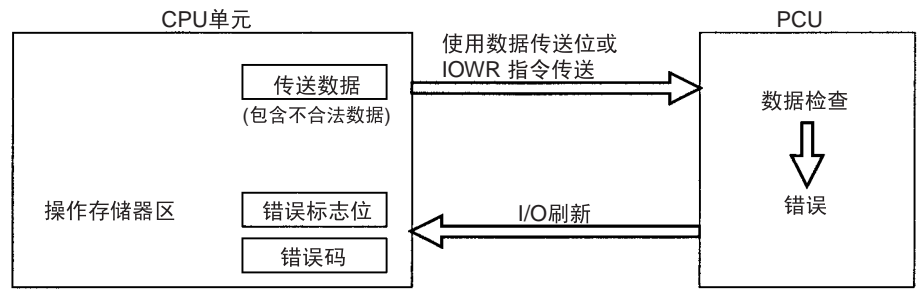 CPU单元
PCU
使用数据传送位或
IOWR 指令传送
传送数据
(包含不合法数据)
数据检查
操作存储器区
错误标志位
I/O刷新
错误
错误码